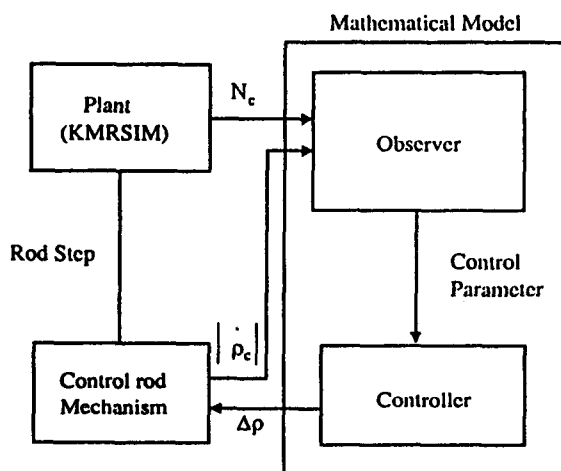 Mathematical Model
Plant
(KMRSIM)
N_c
Observer
Rod Step
Control
Parameter
|ρ̇_c|
Control rod
Mechanism
Δρ
Controller